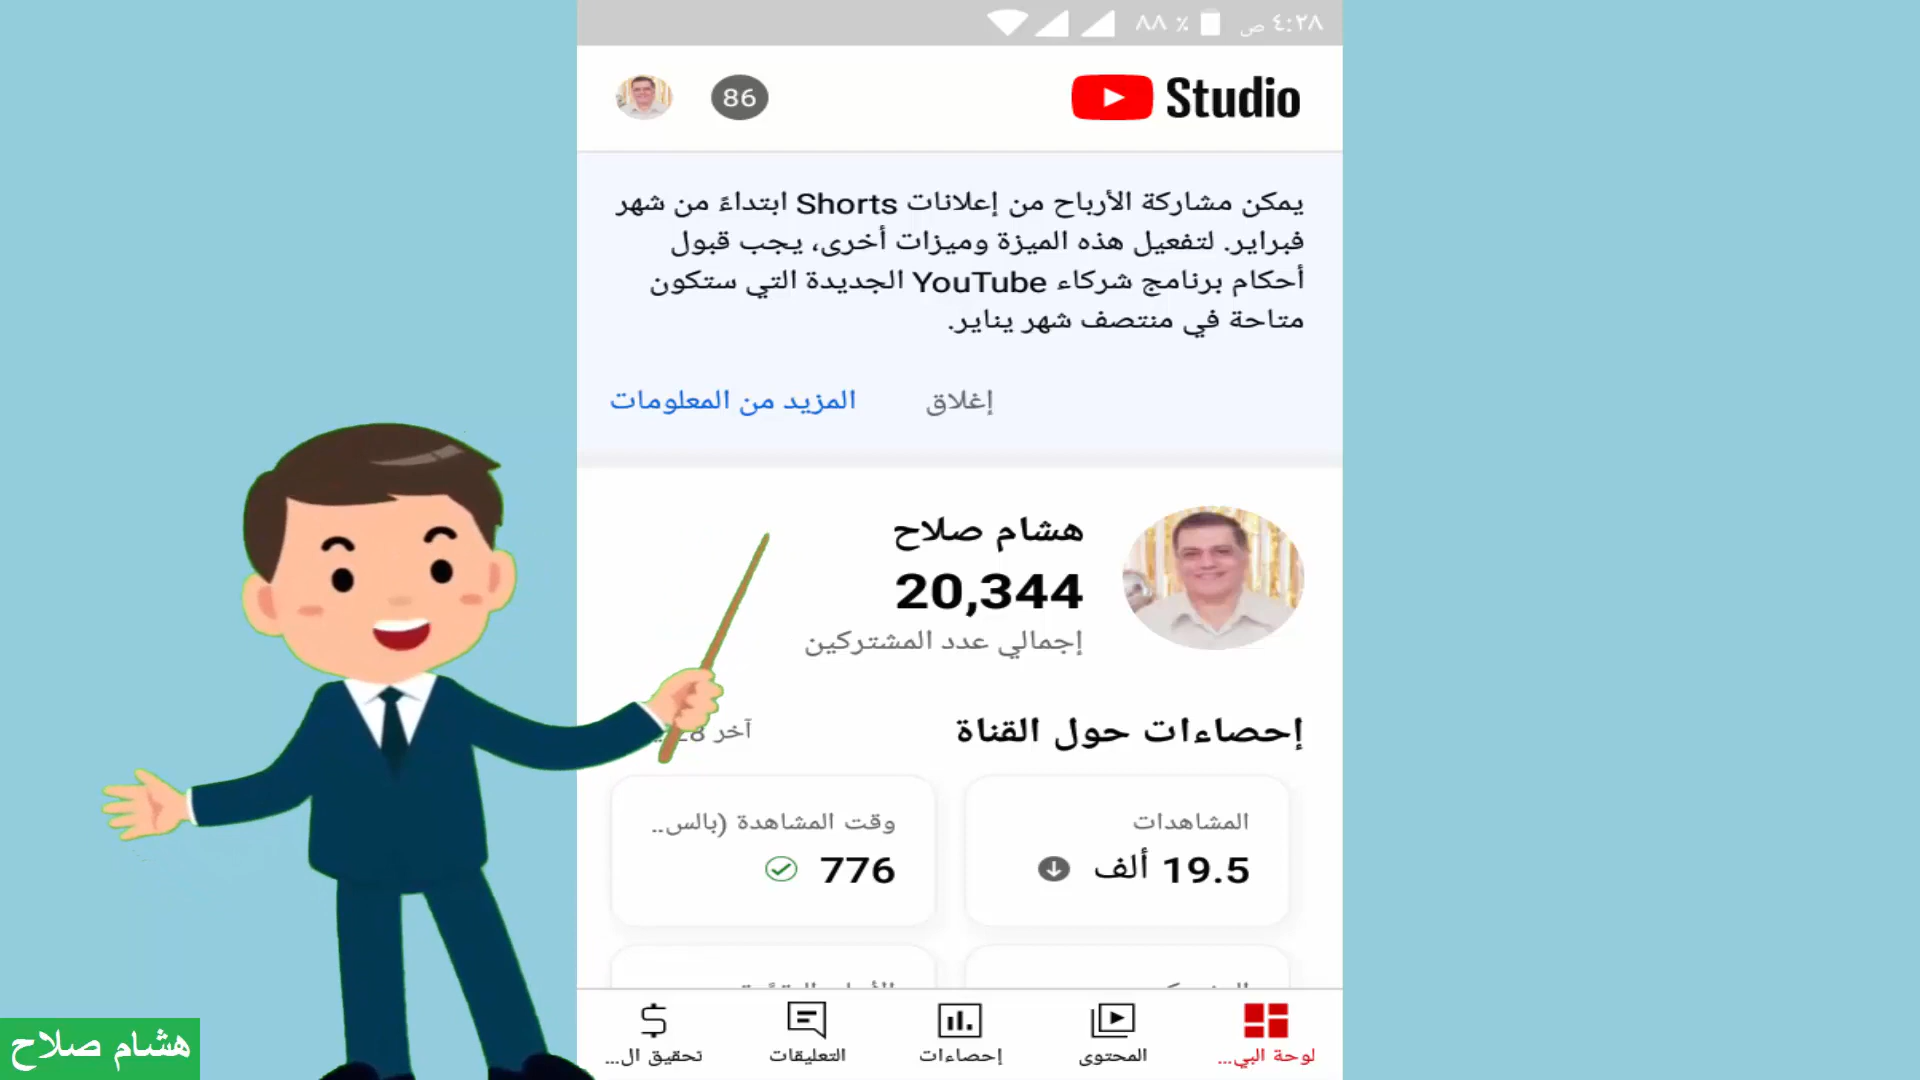 ٤:٢٨ ص ٨٨ ٪
Studio
86
يمكن مشاركة الأرباح من إعلانات Shorts ابتداءً من شهر
فبراير. لتفعيل هذه الميزة وميزات أخرى، يجب قبول
أحكام برنامج شركاء YouTube الجديدة التي ستكون
متاحة في منتصف شهر يناير.
إغلاق
المزيد من المعلومات
هشام صلاح
20,344
إجمالي عدد المشتركين
إحصاءات حول القناة
آخر 28
المشاهدات
19.5 ألف
وقت المشاهدة (بالس..
776
لوحة البي...
المحتوى
إحصاءات
التعليقات
تحقيق ال...
هشام صلاح